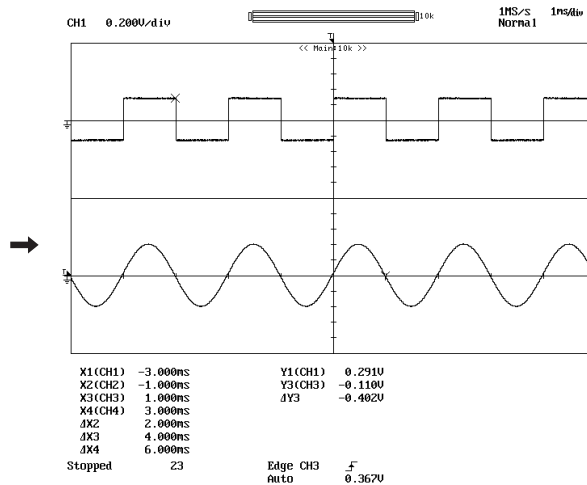 CH1 0.200V/div
10k
1MS/s 1ms/div
Normal
<< Main:10k >>
X1(CH1) -3.000ms
X2(CH2) -1.000ms
X3(CH3) 1.000ms
X4(CH4) 3.000ms
ΔX2 2.000ms
ΔX3 4.000ms
ΔX4 6.000ms
Y1(CH1) 0.291V
Y3(CH3) -0.110V
ΔY3 -0.402V
Stopped 23
Edge CH3
Auto 0.367V